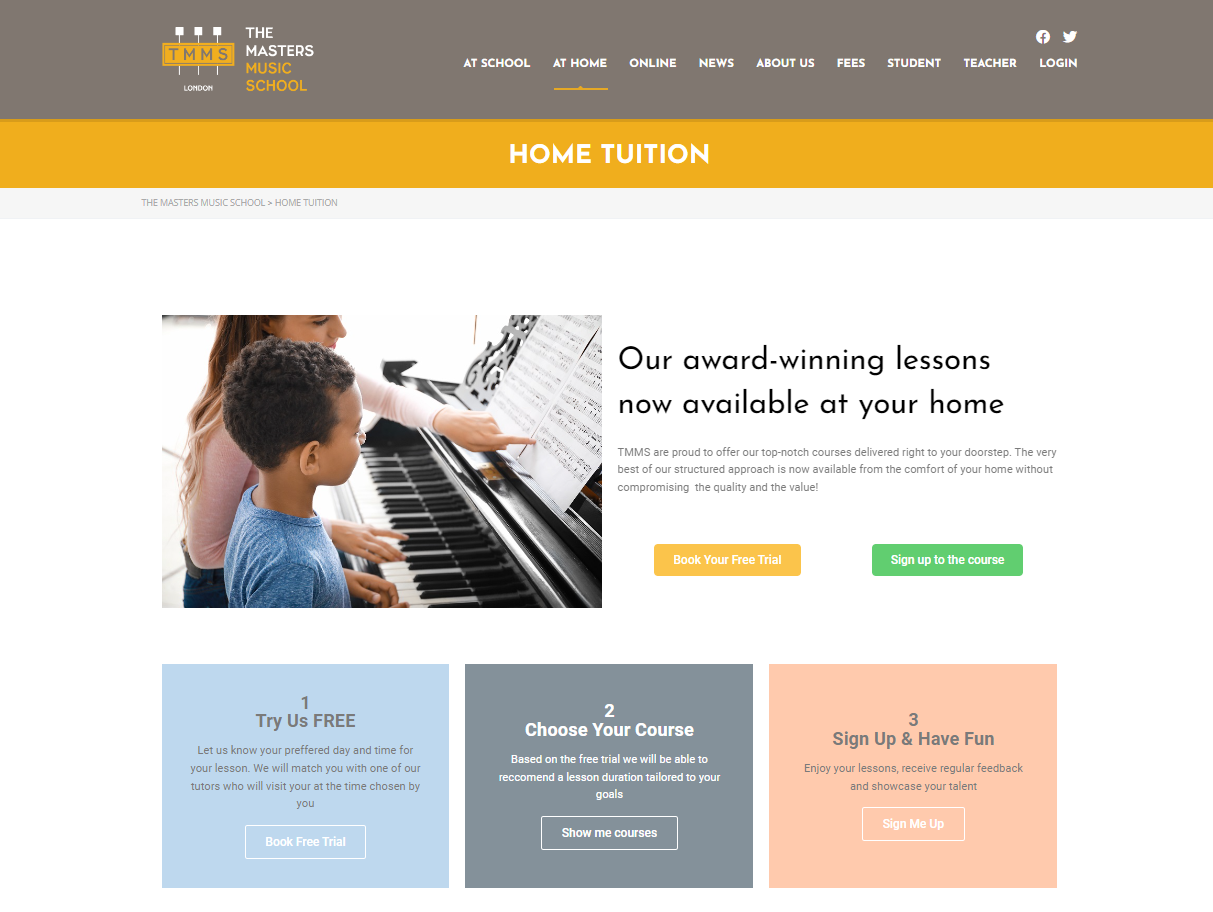 TMMS
LONDON
THE
MASTERS
MUSIC
SCHOOL
AT SCHOOL AT HOME ONLINE NEWS ABOUT US FEES STUDENT TEACHER LOGIN
HOME TUITION
THE MASTERS MUSIC SCHOOL > HOME TUITION
Our award-winning lessons
now available at your home
TMMS are proud to offer our top-notch courses delivered right to your doorstep. The very
best of our structured approach is now available from the comfort of your home without
compromising  the quality and the value!
Book Your Free Trial
Sign up to the course
1
Try Us FREE
Let us know your preffered day and time for
your lesson. We will match you with one of our
tutors who will visit your at the time chosen by
you
Book Free Trial
2
Choose Your Course
Based on the free trial we will be able to
reccomend a lesson duration tailored to your
goals
Show me courses
3
Sign Up & Have Fun
Enjoy your lessons, receive regular feedback
and showcase your talent
Sign Me Up